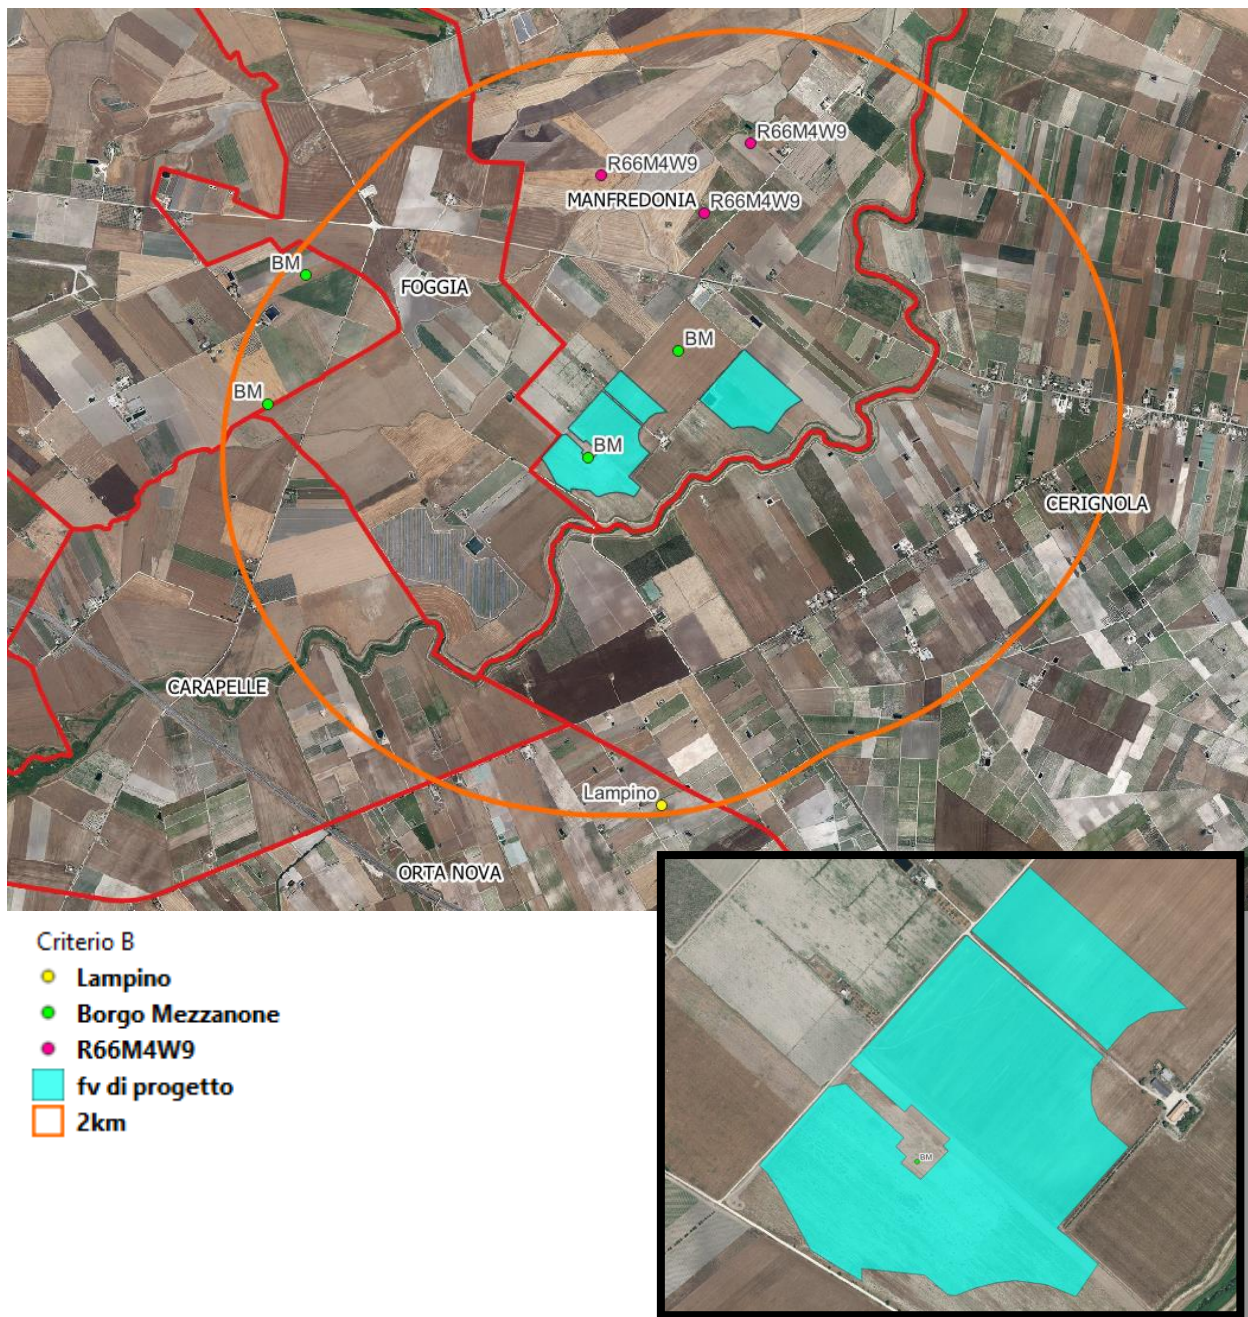 R66M4W9
R66M4W9
MANFREDONIA
R66M4W9
BM
FOGGIA
BM
BM
BM
CERIGNOLA
CARAPELLE
Lampino
ORTA NOVA
Criterio B
Lampino
Borgo Mezzanone
R66M4W9
fv di progetto
2km
BM